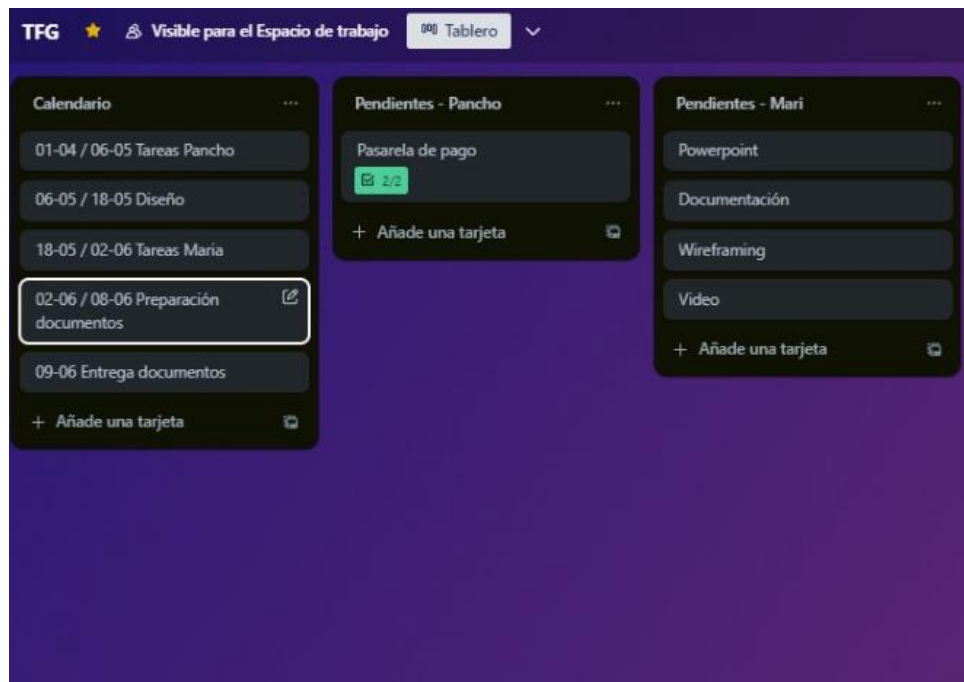 TFG Visible para el Espacio de trabajo Tablero
Calendario
01-04 / 06-05 Tareas Pancho
06-05 / 18-05 Diseño
18-05 / 02-06 Tareas Maria
02-06 / 08-06 Preparación
documentos
09-06 Entrega documentos
+ Añade una tarjeta
Pendientes - Pancho
Pasarela de pago
2/2
+ Añade una tarjeta
Pendientes - Mari
Powerpoint
Documentación
Wireframing
Video
+ Añade una tarjeta